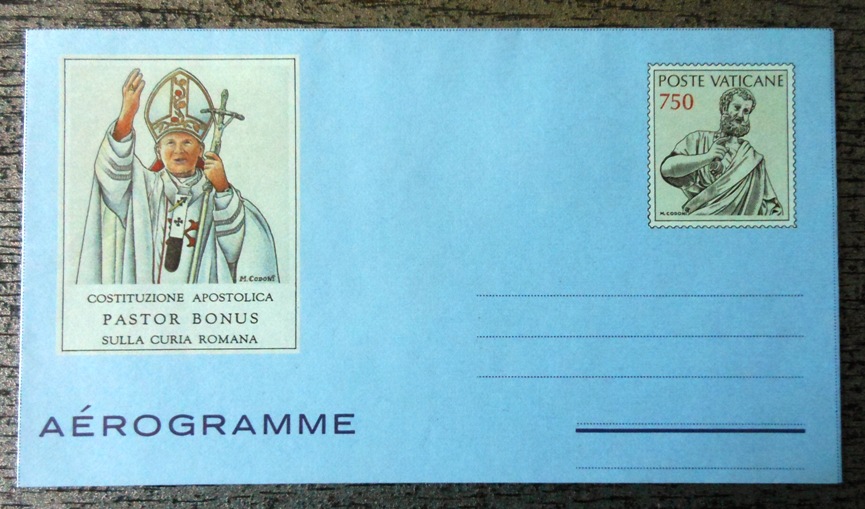 POSTE VATICANE
750
M. CODONI
M. CODONI
COSTITUZIONE APOSTOLICA
PASTOR BONUS
SULLA CURIA ROMANA
AÉROGRAMME